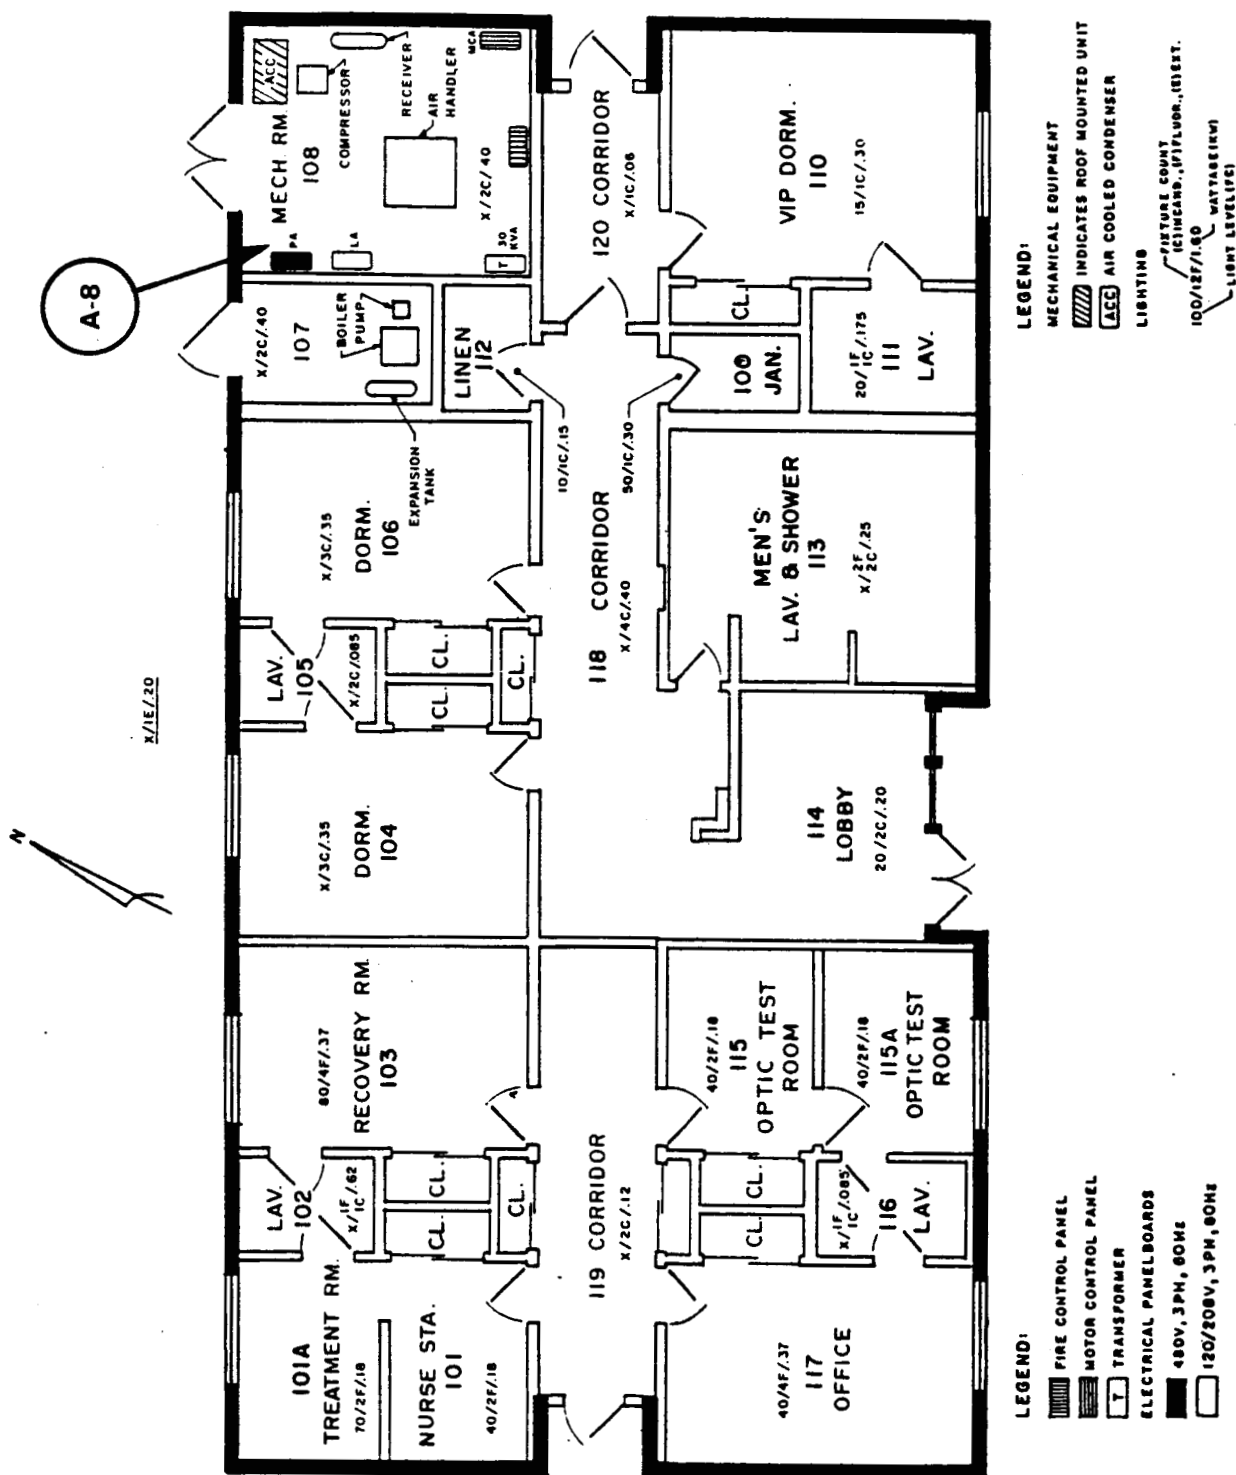 A-8
N
X/1E/.20
101A
TREATMENT RM.
70/2F/.18
NURSE STA.
101
40/2F/.18
LAV.
102
X/1F/.62
1C
CL.
CL.
CL.
RECOVERY RM.
103
80/4F/.37
X/3C/.35
DORM.
104
LAV.
105
X/2C/.085
CL.
CL.
CL.
X/3C/.35
DORM.
106
EXPANSION
TANK
X/2C/.40
107
BOILER
PUMP
LINEN
112
10/1C/.15
MECH. RM.
108
X/2C/.40
ACC
COMPRESSOR
RECEIVER
AIR
HANDLER
MCA
PA
LA
T
30
KVA
119 CORRIDOR
X/2C/.12
118 CORRIDOR
X/4C/.40
50/1C/.30
120 CORRIDOR
X/1C/.06
40/4F/.37
117
OFFICE
CL.
CL.
X/1F/.085
1C
116
LAV.
40/2F/.18
115
OPTIC TEST
ROOM
40/2F/.18
115A
OPTIC TEST
ROOM
114
LOBBY
20/2C/.20
MEN'S
LAV. & SHOWER
113
X/2F/.25
2C
JAN.
CL.
20/1F/.175
1C
111
LAV.
VIP DORM.
110
15/1C/.30
LEGEND:
FIRE CONTROL PANEL
MOTOR CONTROL PANEL
T TRANSFORMER
ELECTRICAL PANELBOARDS
480V, 3PH, 60HZ
120/208V, 3PH, 60HZ
LEGEND:
MECHANICAL EQUIPMENT
INDICATES ROOF MOUNTED UNIT
ACC AIR COOLED CONDENSER
LIGHTING
FIXTURE COUNT
(C)INCAND.,(F)FLUOR.,(E)EXT.
100/12F/1.60
WATTAGE(KW)
LIGHT LEVEL(FC)